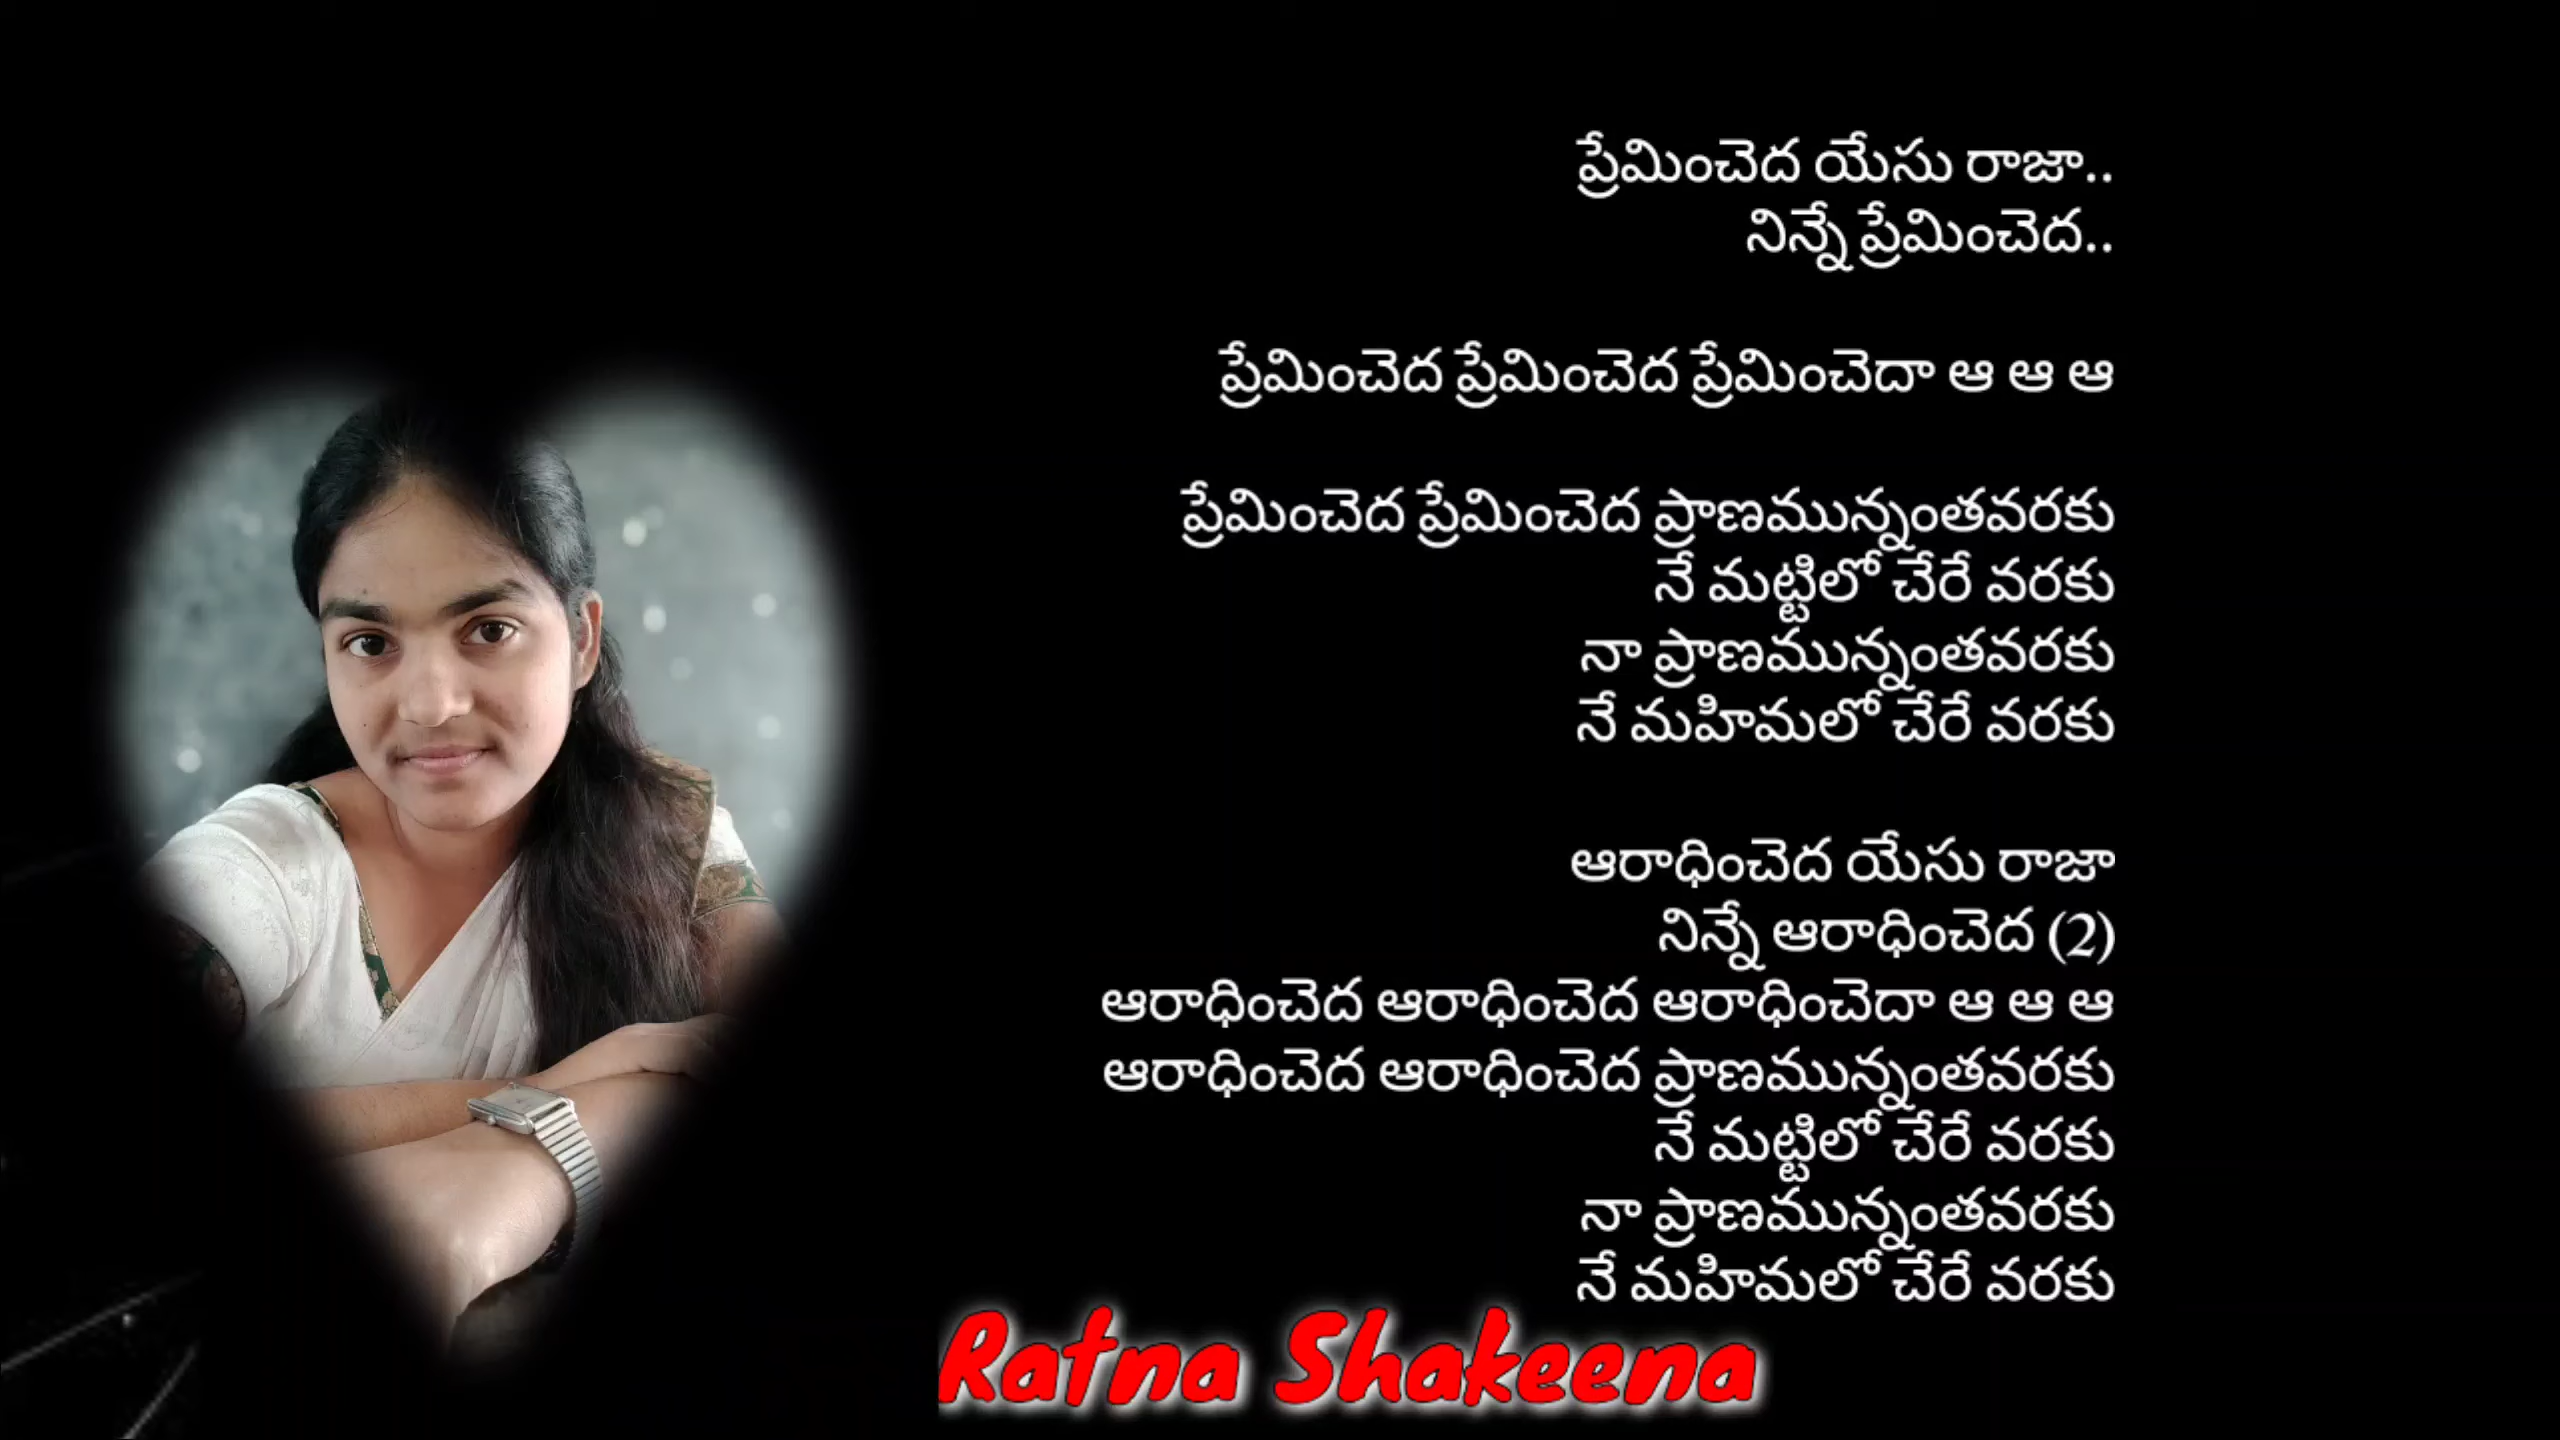 ప్రేమించెద యేసు రాజా..
నిన్నే ప్రేమించెద..
ప్రేమించెద ప్రేమించెద ప్రేమించెదా ఆ ఆ ఆ
ప్రేమించెద ప్రేమించెద ప్రాణమున్నంతవరకు
నే మట్టిలో చేరే వరకు
నా ప్రాణమున్నంతవరకు
నే మహిమలో చేరే వరకు
ఆరాధించెద యేసు రాజా
నిన్నే ఆరాధించెద (2)
ఆరాధించెద ఆరాధించెద ఆరాధించెదా ఆ ఆ ఆ
ఆరాధించెద ఆరాధించెద ప్రాణమున్నంతవరకు
నే మట్టిలో చేరే వరకు
నా ప్రాణమున్నంతవరకు
నే మహిమలో చేరే వరకు
Ratna Shakeena